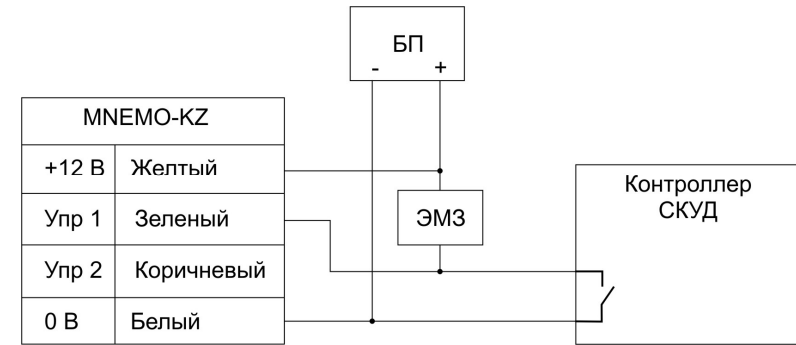 БП
- +
MNEMO-KZ
+12 В Желтый
Упр 1 Зеленый
Упр 2 Коричневый
0 В Белый
ЭМЗ
Контроллер
СКУД